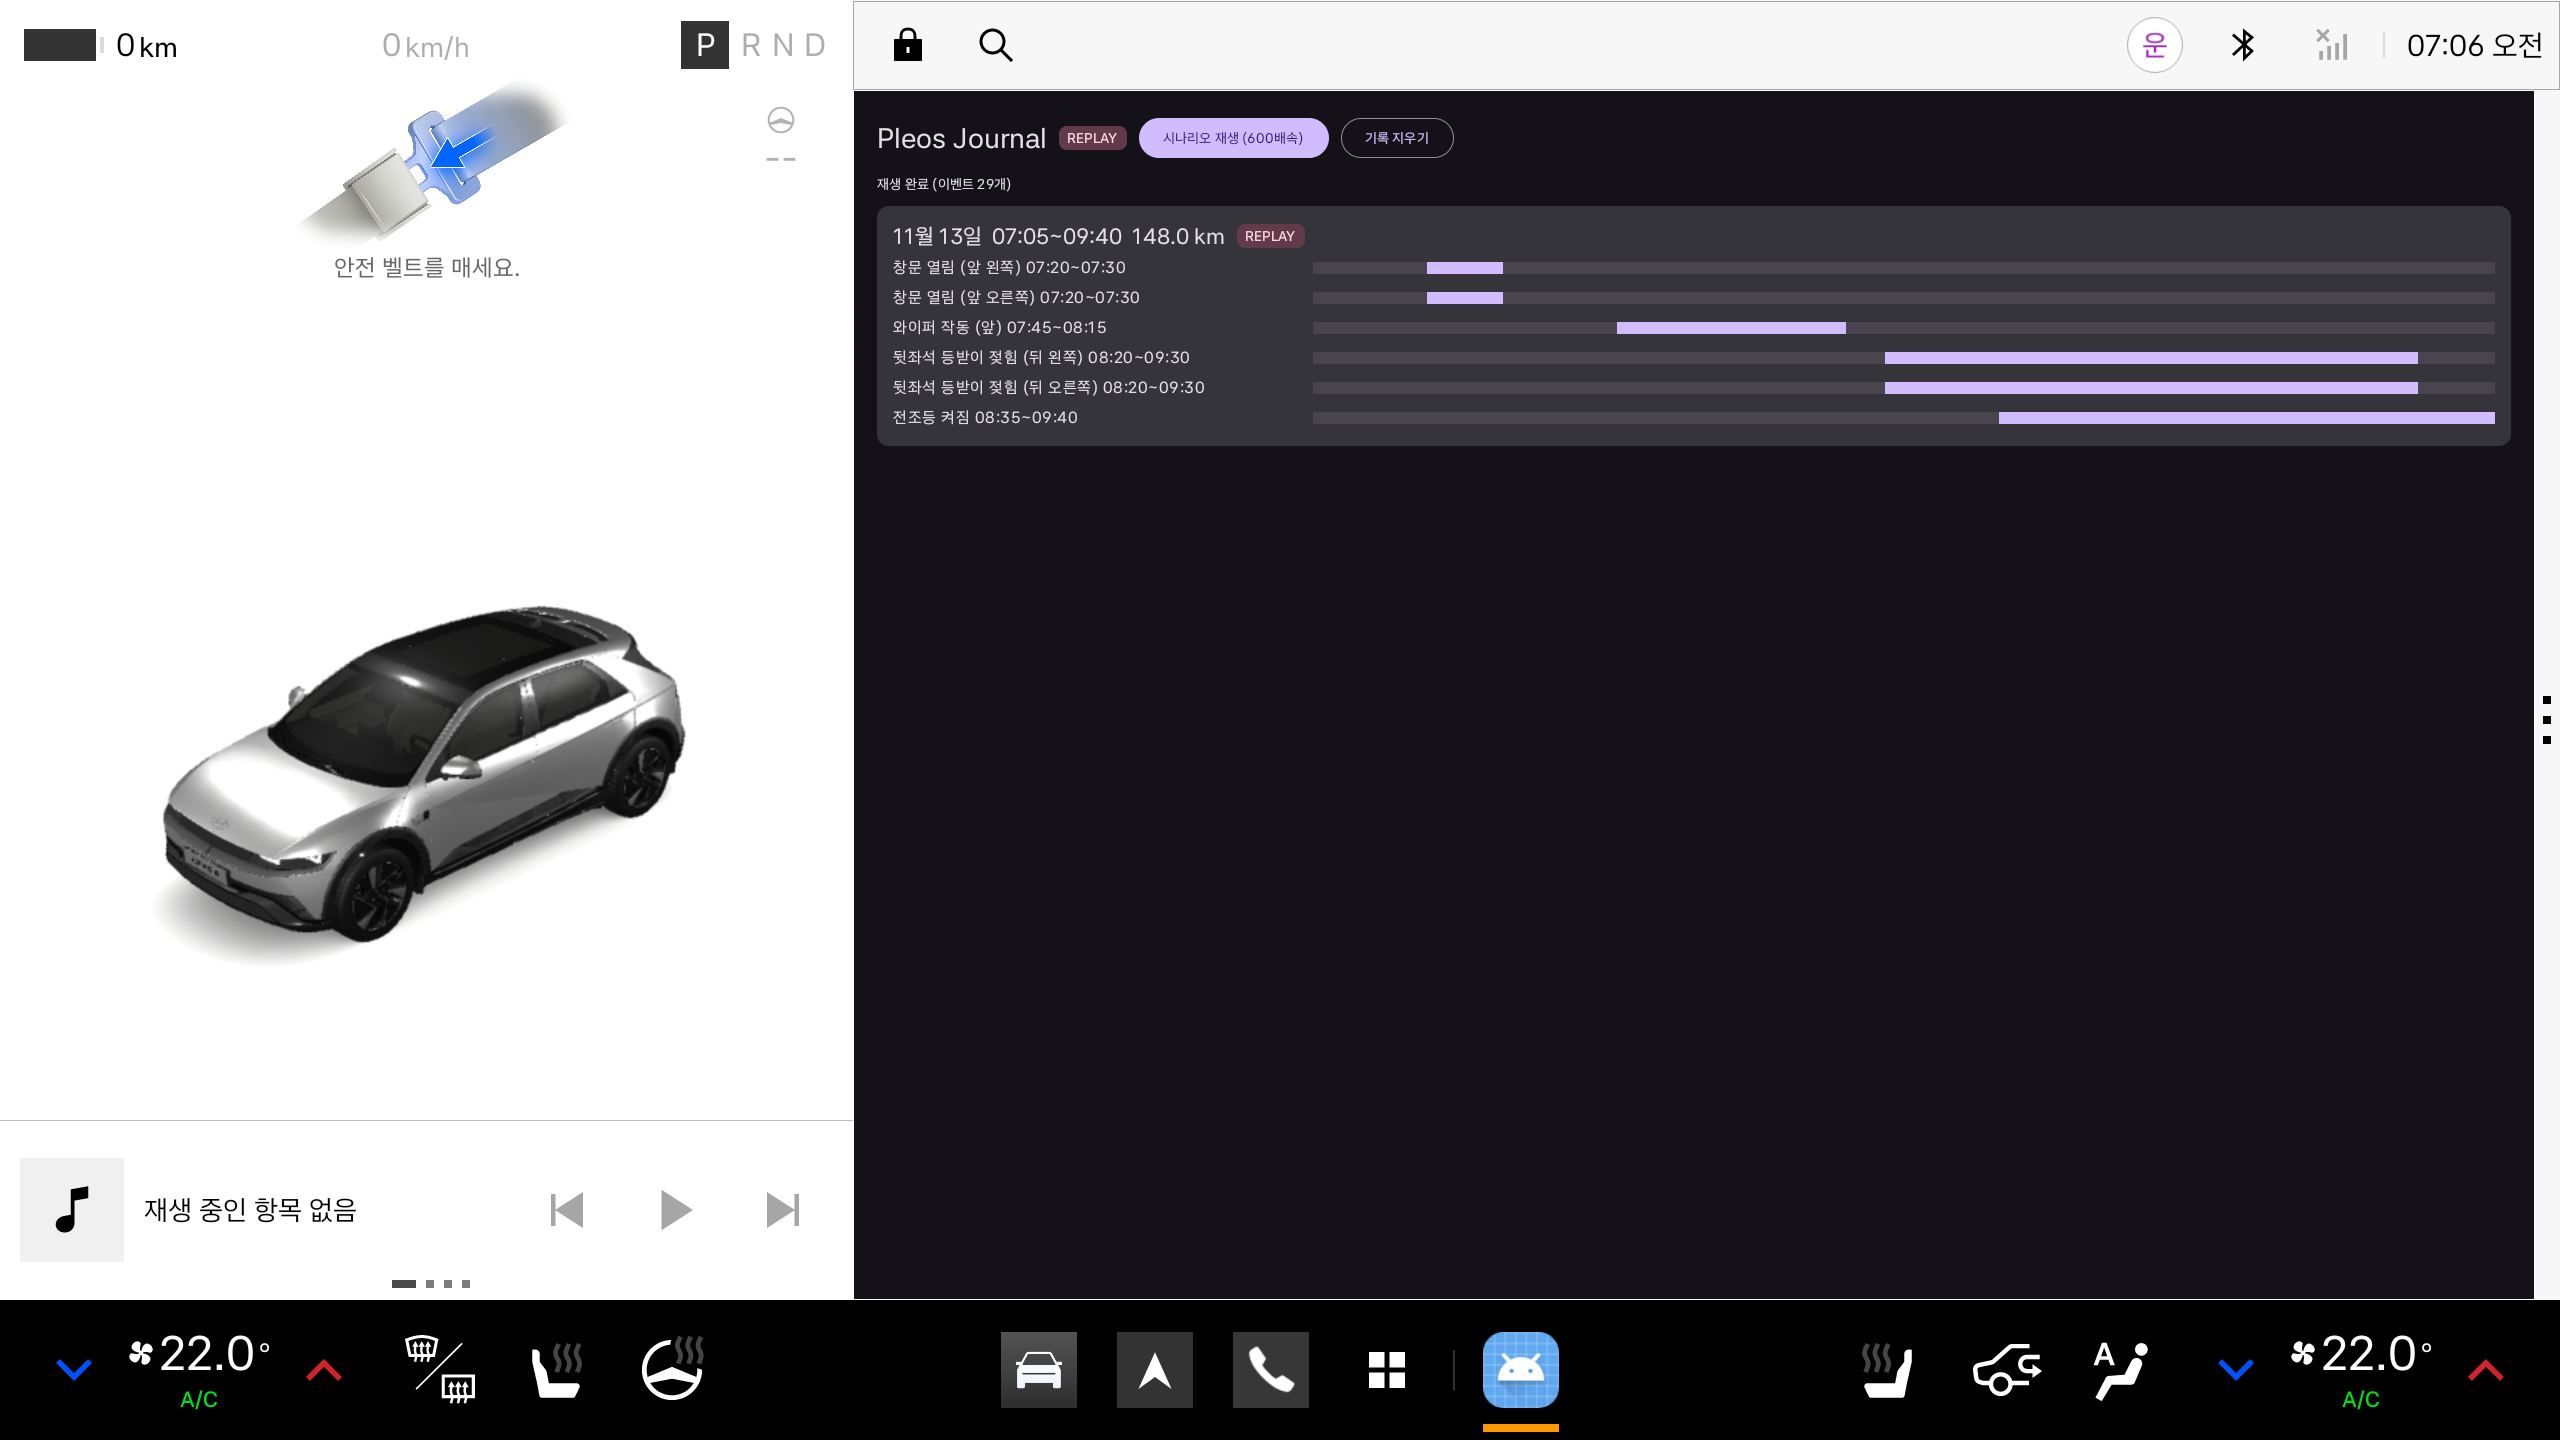 0 km
0 km/h
P R N D
안전 벨트를 매세요.
재생 중인 항목 없음
운
07:06 오전
Pleos Journal REPLAY 시나리오 재생 (600배속) 기록 지우기
재생 완료 (이벤트 29개)
11월 13일 07:05~09:40 148.0 km REPLAY
창문 열림 (앞 왼쪽) 07:20~07:30
창문 열림 (앞 오른쪽) 07:20~07:30
와이퍼 작동 (앞) 07:45~08:15
뒷좌석 등받이 젖힘 (뒤 왼쪽) 08:20~09:30
뒷좌석 등받이 젖힘 (뒤 오른쪽) 08:20~09:30
전조등 켜짐 08:35~09:40
22.0°
A/C
A
22.0°
A/C